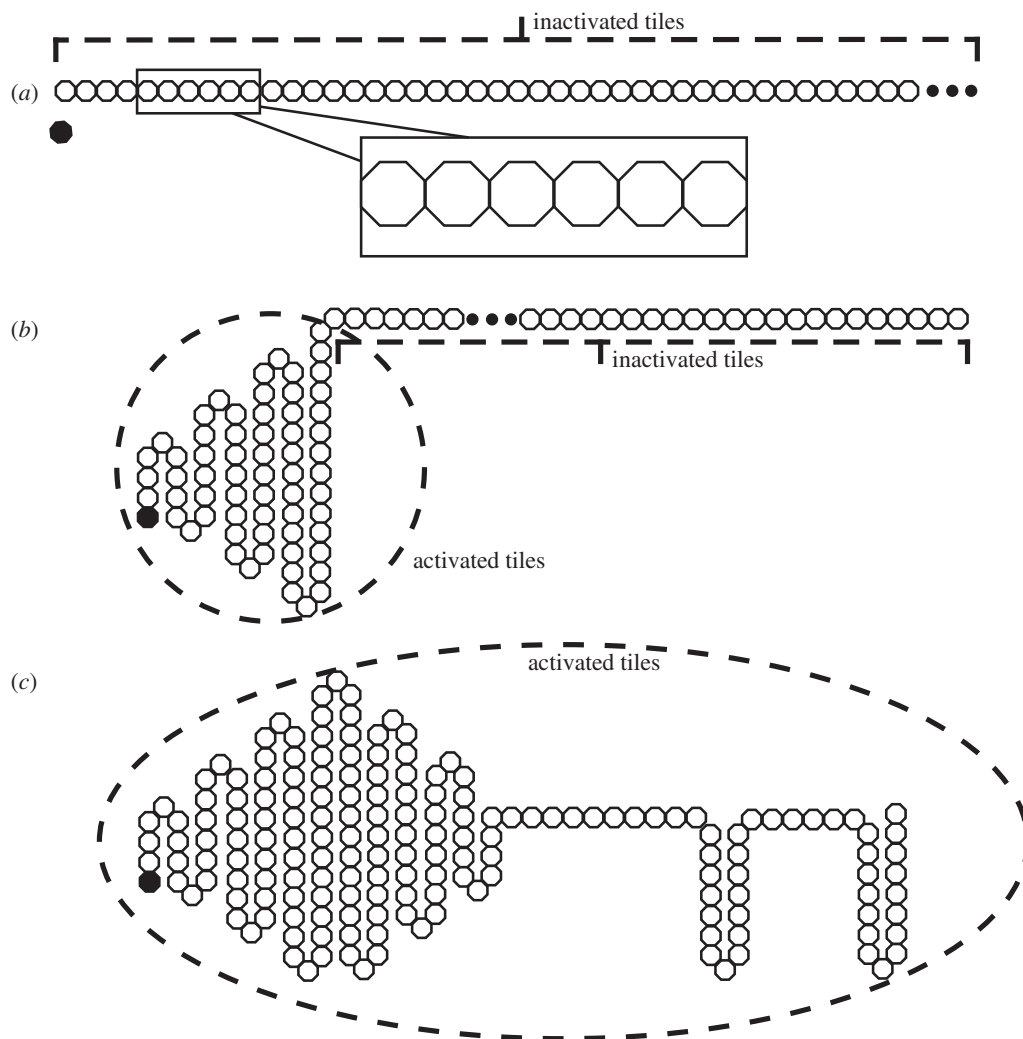 inactivated tiles
(a)
(b)
inactivated tiles
activated tiles
activated tiles
(c)